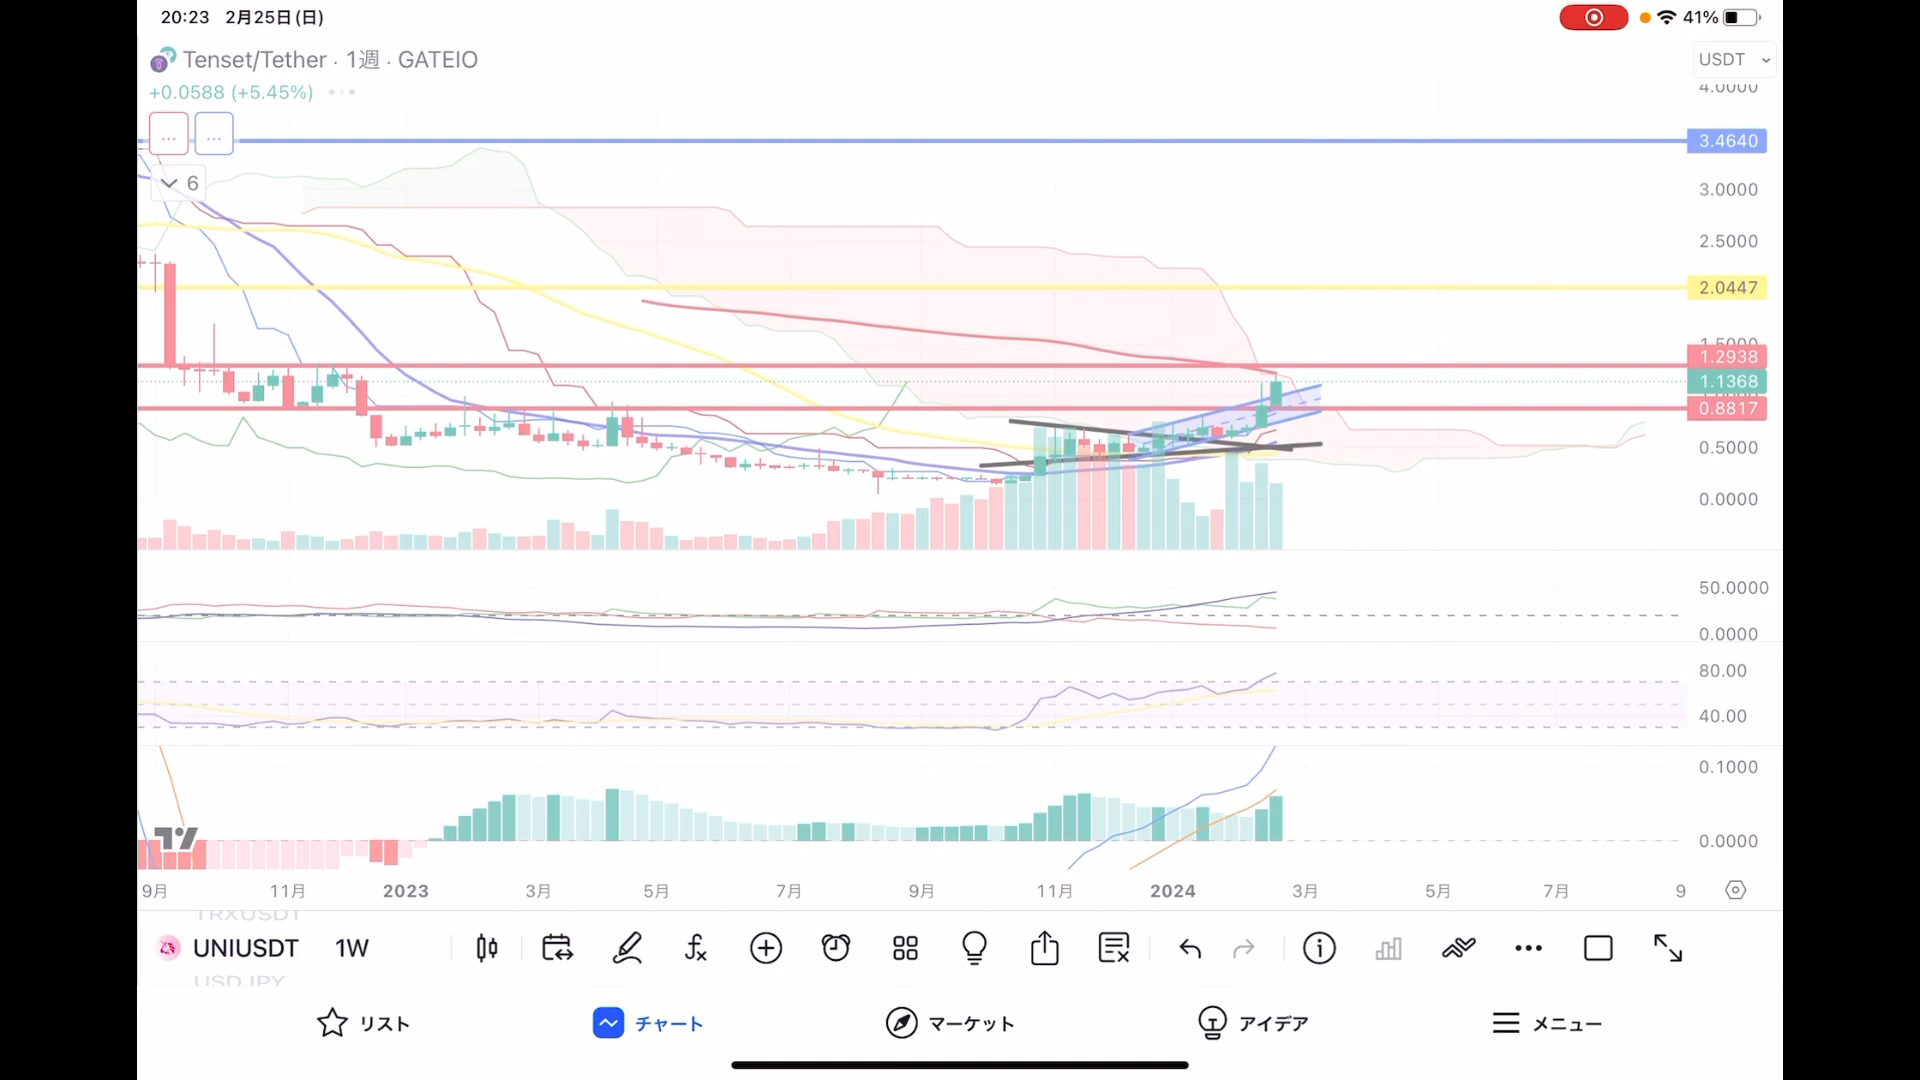 20:23 2月25日(日)
41%
Tenset/Tether · 1週 · GATEIO
USDT
+0.0588 (+5.45%)
4.0000
3.4640
6
3.0000
2.5000
2.0447
1.5000
1.2938
1.1368
0.8817
0.5000
0.0000
50.0000
0.0000
80.00
40.00
0.1000
0.0000
9月 11月 2023 3月 5月 7月 9月 11月 2024 3月 5月 7月 9
TRXUSDT
UNIUSDT 1W
USDJPY
リスト チャート マーケット アイデア メニュー